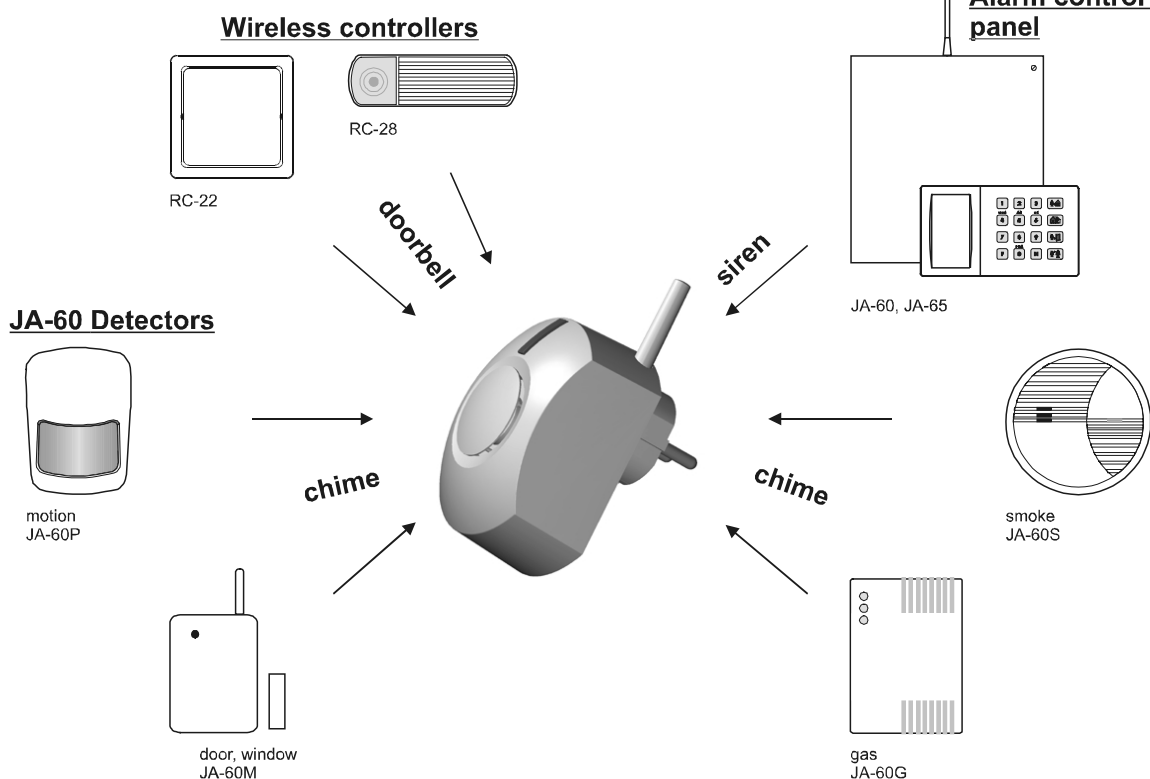 Wireless controllers
Alarm control
panel
RC-28
RC-22
doorbell
siren
JA-60, JA-65
JA-60 Detectors
motion
JA-60P
chime
chime
smoke
JA-60S
door, window
JA-60M
gas
JA-60G